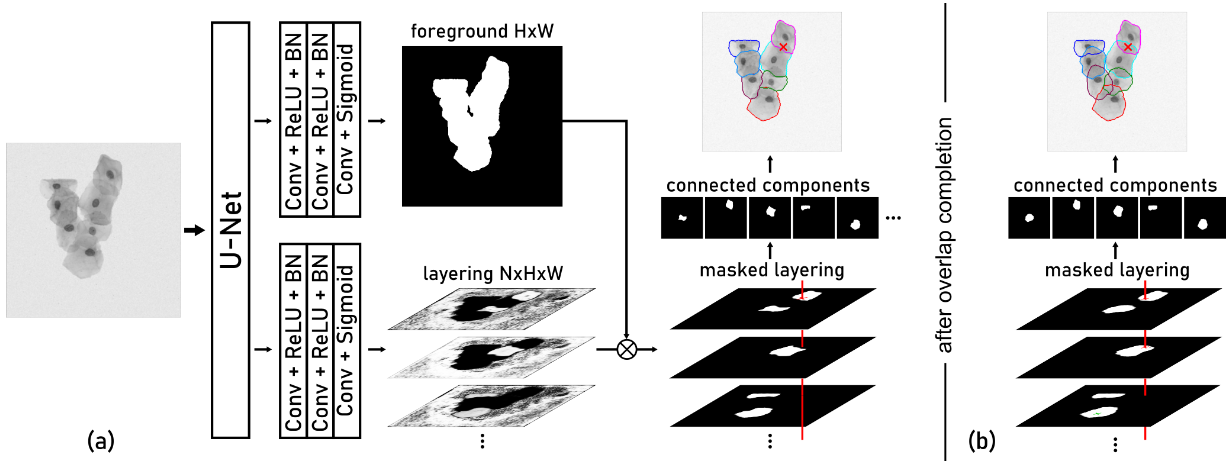 U-Net
Conv + ReLU + BN
Conv + ReLU + BN
Conv + Sigmoid
foreground HxW
Conv + ReLU + BN
Conv + ReLU + BN
Conv + Sigmoid
layering NxHxW
⋮
connected components
...
masked layering
⋮
(a)
after overlap completion
connected components
masked layering
⋮
(b)